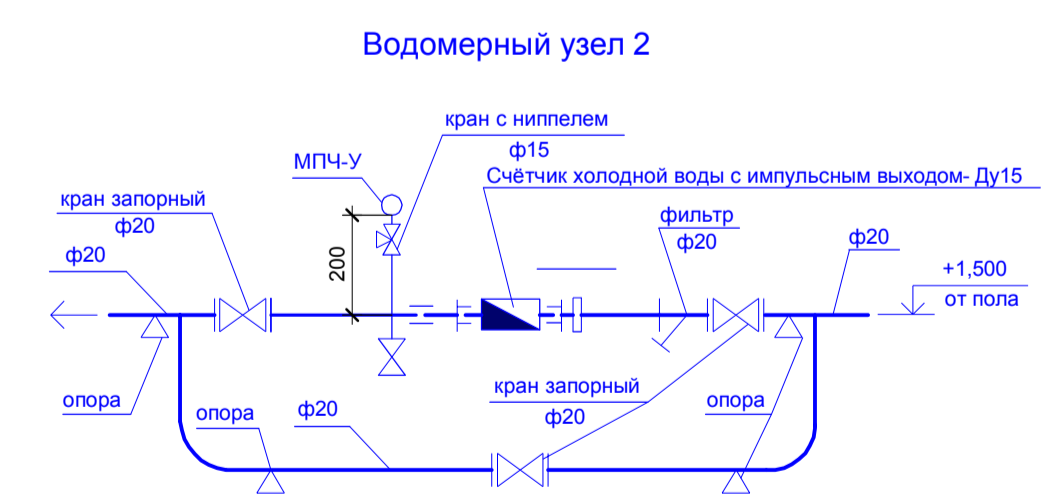 Водомерный узел 2
кран с ниппелем
ф15
МПЧ-У
Счётчик холодной воды с импульсным выходом- Ду15
кран запорный
ф20
фильтр
ф20
ф20
ф20
200
+1,500
от пола
кран запорный
ф20
опора
опора
ф20
опора